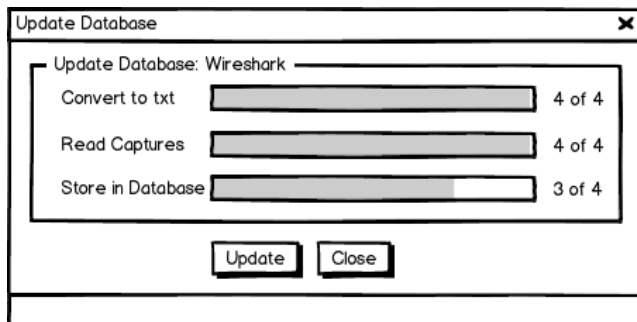 Update Database
Update Database: Wireshark
Convert to txt 4 of 4
Read Captures 4 of 4
Store in Database 3 of 4
Update Close